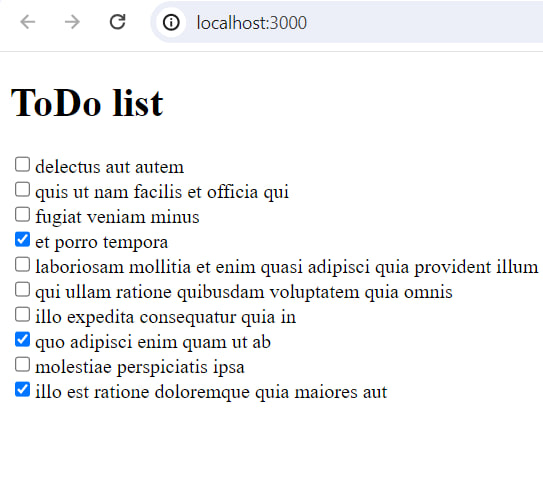 localhost:3000
ToDo list
delectus aut autem
quis ut nam facilis et officia qui
fugiat veniam minus
et porro tempora
laboriosam mollitia et enim quasi adipisci quia provident illum
qui ullam ratione quibusdam voluptatem quia omnis
illo expedita consequatur quia in
quo adipisci enim quam ut ab
molestiae perspiciatis ipsa
illo est ratione doloremque quia maiores aut